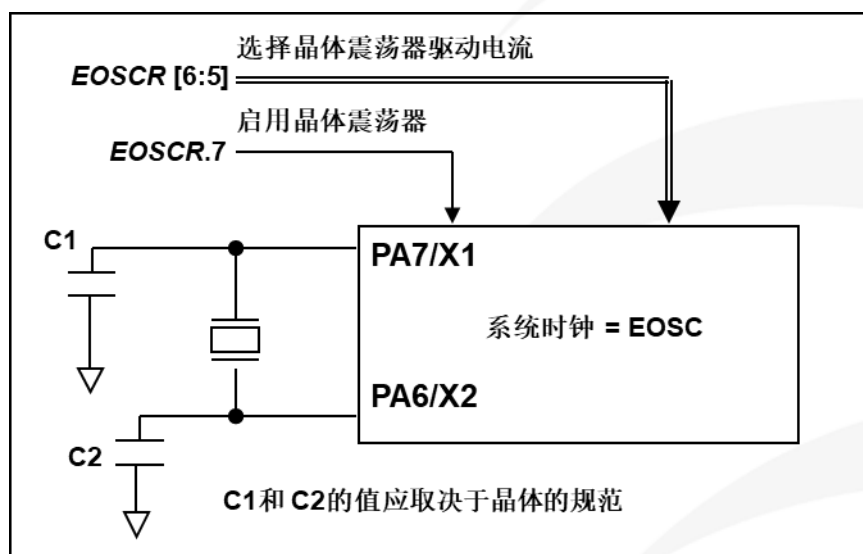 选择晶体震荡器驱动电流
EOSCR [6:5]
启用晶体震荡器
EOSCR.7
C1
PA7/X1
系统时钟 = EOSC
PA6/X2
C2
C1和 C2的值应取决于晶体的规范